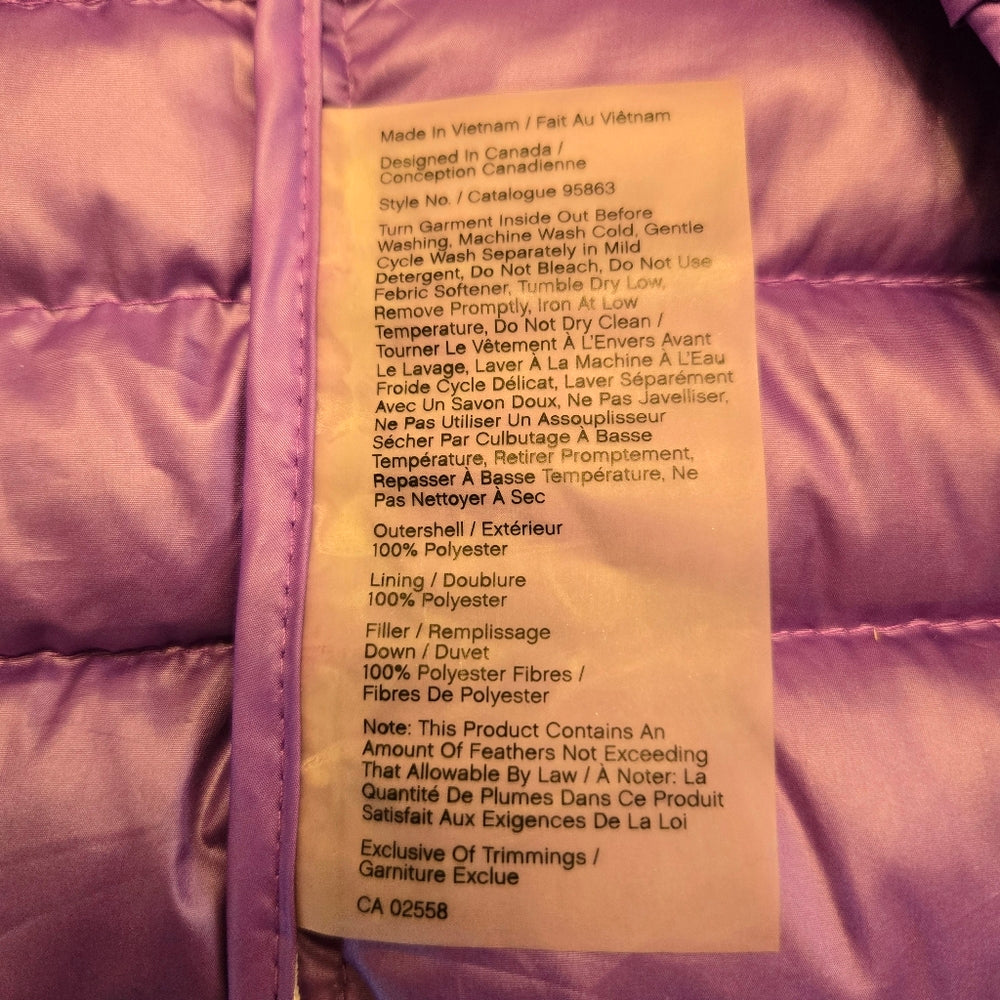 Made In Vietnam / Fait Au Viêtnam
Designed In Canada /
Conception Canadienne
Style No. / Catalogue 95863
Turn Garment Inside Out Before
Washing, Machine Wash Cold, Gentle
Cycle Wash Separately in Mild
Detergent, Do Not Bleach, Do Not Use
Febric Softener, Tumble Dry Low,
Remove Promptly, Iron At Low
Temperature, Do Not Dry Clean /
Tourner Le Vêtement À L'Envers Avant
Le Lavage, Laver À La Machine À L'Eau
Froide Cycle Délicat, Laver Séparément
Avec Un Savon Doux, Ne Pas Javelliser,
Ne Pas Utiliser Un Assouplisseur
Sécher Par Culbutage À Basse
Température, Retirer Promptement,
Repasser À Basse Température, Ne
Pas Nettoyer À Sec
Outershell / Extérieur
100% Polyester
Lining / Doublure
100% Polyester
Filler / Remplissage
Down / Duvet
100% Polyester Fibres /
Fibres De Polyester
Note: This Product Contains An
Amount Of Feathers Not Exceeding
That Allowable By Law / À Noter: La
Quantité De Plumes Dans Ce Produit
Satisfait Aux Exigences De La Loi
Exclusive Of Trimmings /
Garniture Exclue
CA 02558